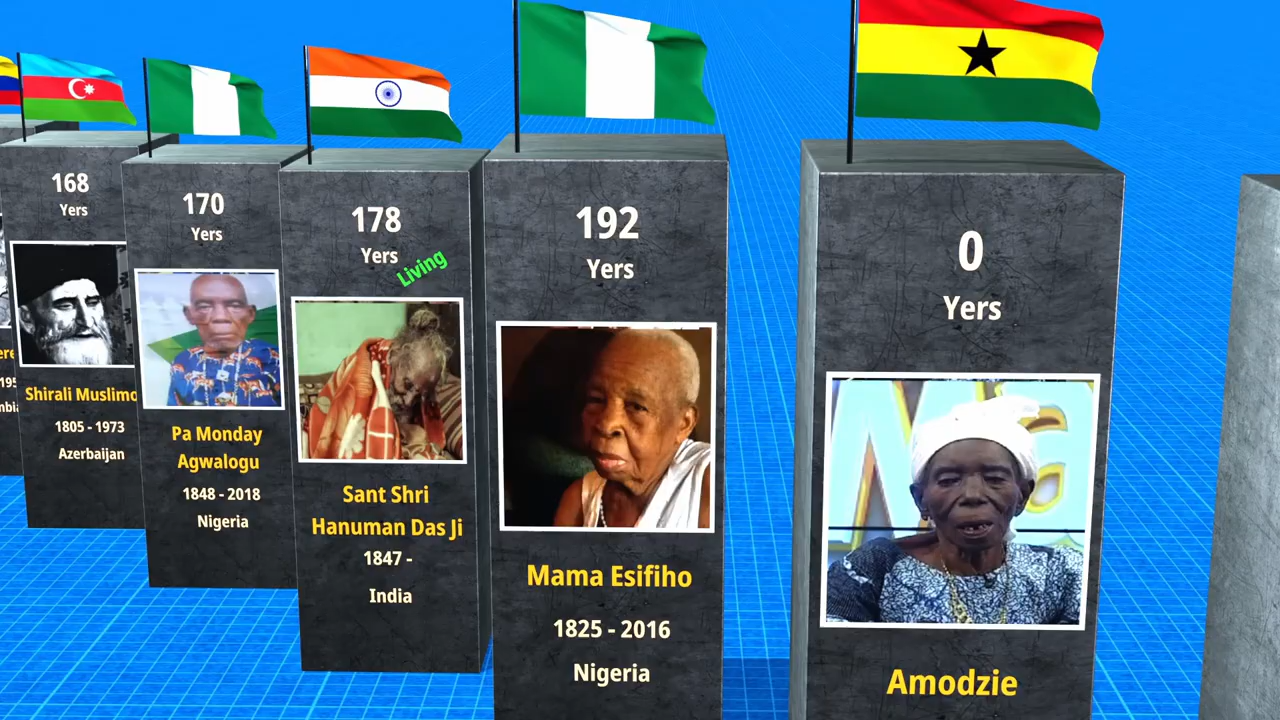 168
Yers
Shirali Muslimo
1805 - 1973
Azerbaijan
170
Yers
Pa Monday
Agwalogu
1848 - 2018
Nigeria
178
Yers
Living
Sant Shri
Hanuman Das Ji
1847 -
India
192
Yers
Mama Esifiho
1825 - 2016
Nigeria
0
Yers
Amodzie